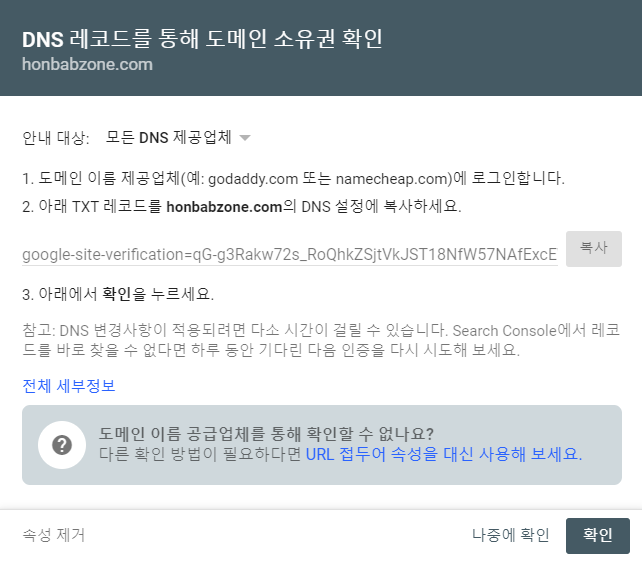 DNS 레코드를 통해 도메인 소유권 확인
honbabzone.com
안내 대상: 모든 DNS 제공업체
1. 도메인 이름 제공업체(예: godaddy.com 또는 namecheap.com)에 로그인합니다.
2. 아래 TXT 레코드를 honbabzone.com의 DNS 설정에 복사하세요.
google-site-verification=qG-g3Rakw72s_RoQhkZSjtVkJST18NfW57NAfExcE 복사
3. 아래에서 확인을 누르세요.
참고: DNS 변경사항이 적용되려면 다소 시간이 걸릴 수 있습니다. Search Console에서 레코
드를 바로 찾을 수 없다면 하루 동안 기다린 다음 인증을 다시 시도해 보세요.
전체 세부정보
도메인 이름 공급업체를 통해 확인할 수 없나요?
다른 확인 방법이 필요하다면 URL 접두어 속성을 대신 사용해 보세요.
속성 제거 나중에 확인 확인